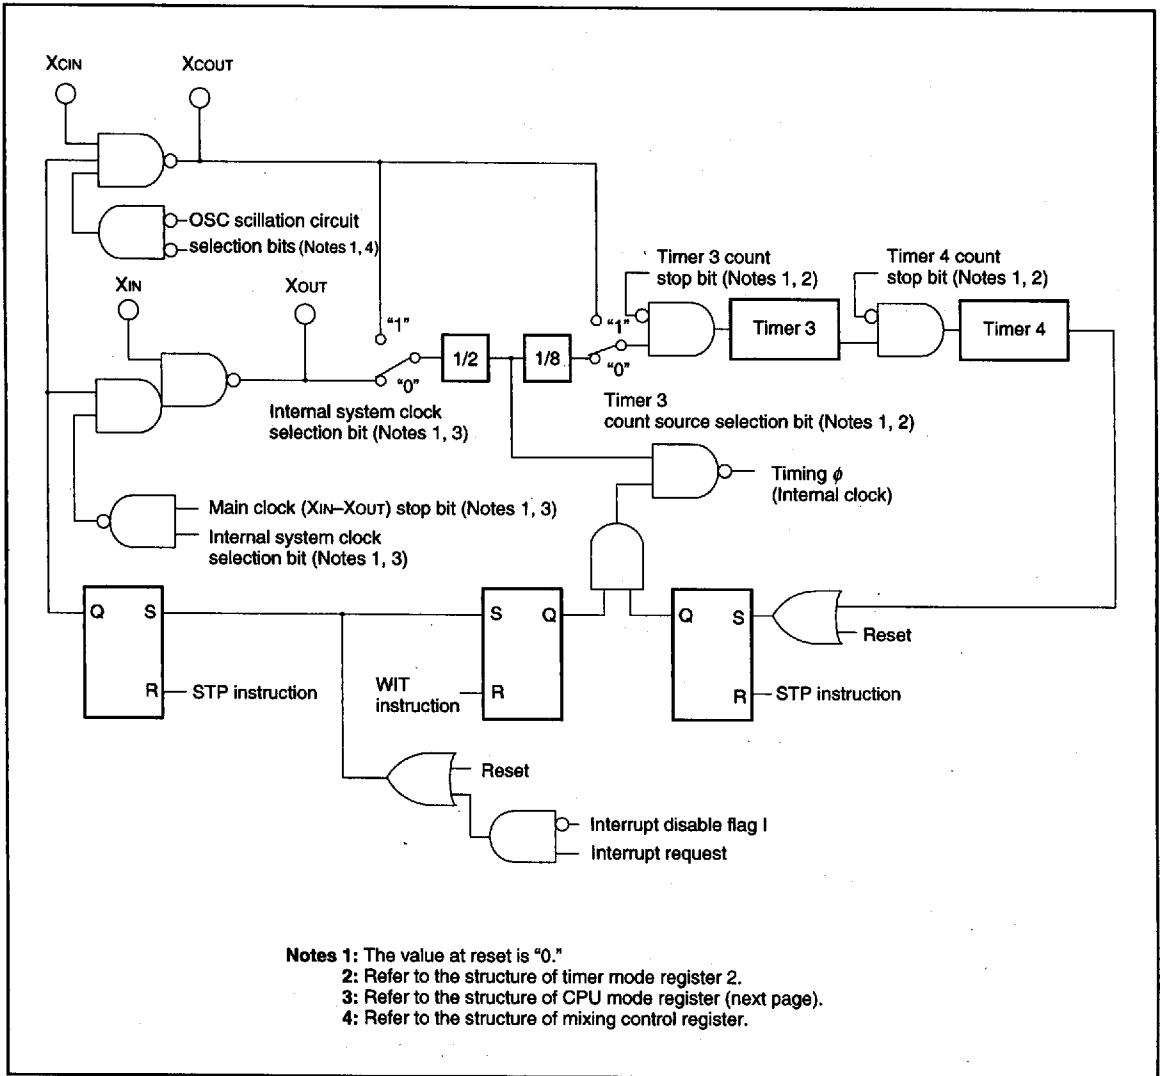 XCIN
XCOUT
OSC scillation circuit
selection bits (Notes 1, 4)
XIN
XOUT
"1"
"0"
Internal system clock
selection bit (Notes 1, 3)
1/2
1/8
"1"
"0"
Timer 3 count
stop bit (Notes 1, 2)
Timer 3
Timer 4 count
stop bit (Notes 1, 2)
Timer 4
Timer 3
count source selection bit (Notes 1, 2)
Timing ϕ
(Internal clock)
Main clock (XIN–XOUT) stop bit (Notes 1, 3)
Internal system clock
selection bit (Notes 1, 3)
Q S
R STP instruction
S Q
WIT
instruction
R
Q S
Reset
R STP instruction
Reset
Interrupt disable flag I
Interrupt request
Notes 1: The value at reset is "0."
2: Refer to the structure of timer mode register 2.
3: Refer to the structure of CPU mode register (next page).
4: Refer to the structure of mixing control register.